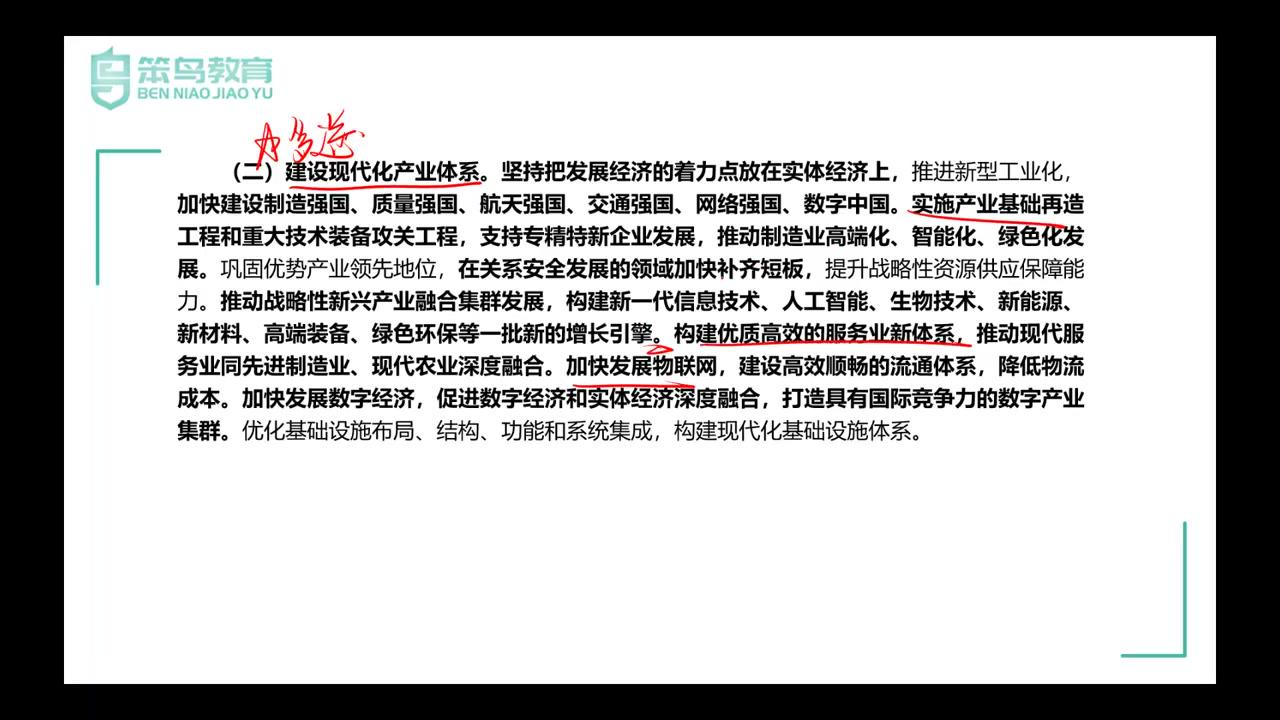 笨鸟教育
BEN NIAO JIAO YU
多选
（二）建设现代化产业体系。坚持把发展经济的着力点放在实体经济上，推进新型工业化，
加快建设制造强国、质量强国、航天强国、交通强国、网络强国、数字中国。实施产业基础再造
工程和重大技术装备攻关工程，支持专精特新企业发展，推动制造业高端化、智能化、绿色化发
展。巩固优势产业领先地位，在关系安全发展的领域加快补齐短板，提升战略性资源供应保障能
力。推动战略性新兴产业融合集群发展，构建新一代信息技术、人工智能、生物技术、新能源、
新材料、高端装备、绿色环保等一批新的增长引擎。构建优质高效的服务业新体系，推动现代服
务业同先进制造业、现代农业深度融合。加快发展物联网，建设高效顺畅的流通体系，降低物流
成本。加快发展数字经济，促进数字经济和实体经济深度融合，打造具有国际竞争力的数字产业
集群。优化基础设施布局、结构、功能和系统集成，构建现代化基础设施体系。